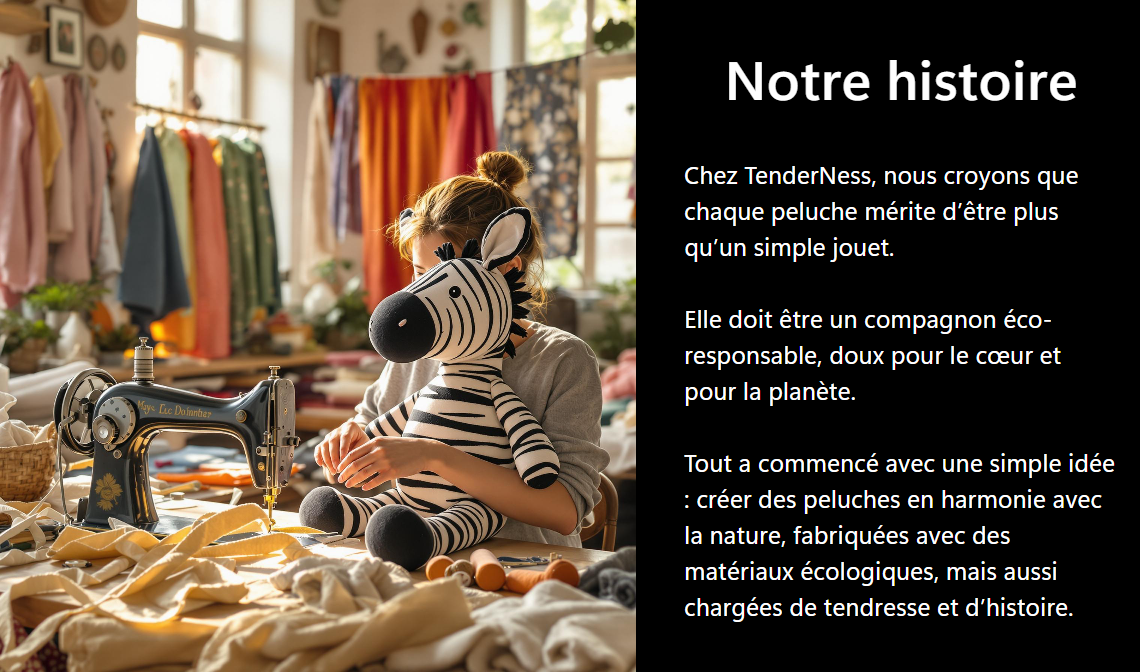 Notre histoire
Chez TenderNess, nous croyons que
chaque peluche mérite d’être plus
qu’un simple jouet.
Elle doit être un compagnon éco-
responsable, doux pour le cœur et
pour la planète.
Tout a commencé avec une simple idée
: créer des peluches en harmonie avec
la nature, fabriquées avec des
matériaux écologiques, mais aussi
chargées de tendresse et d’histoire.